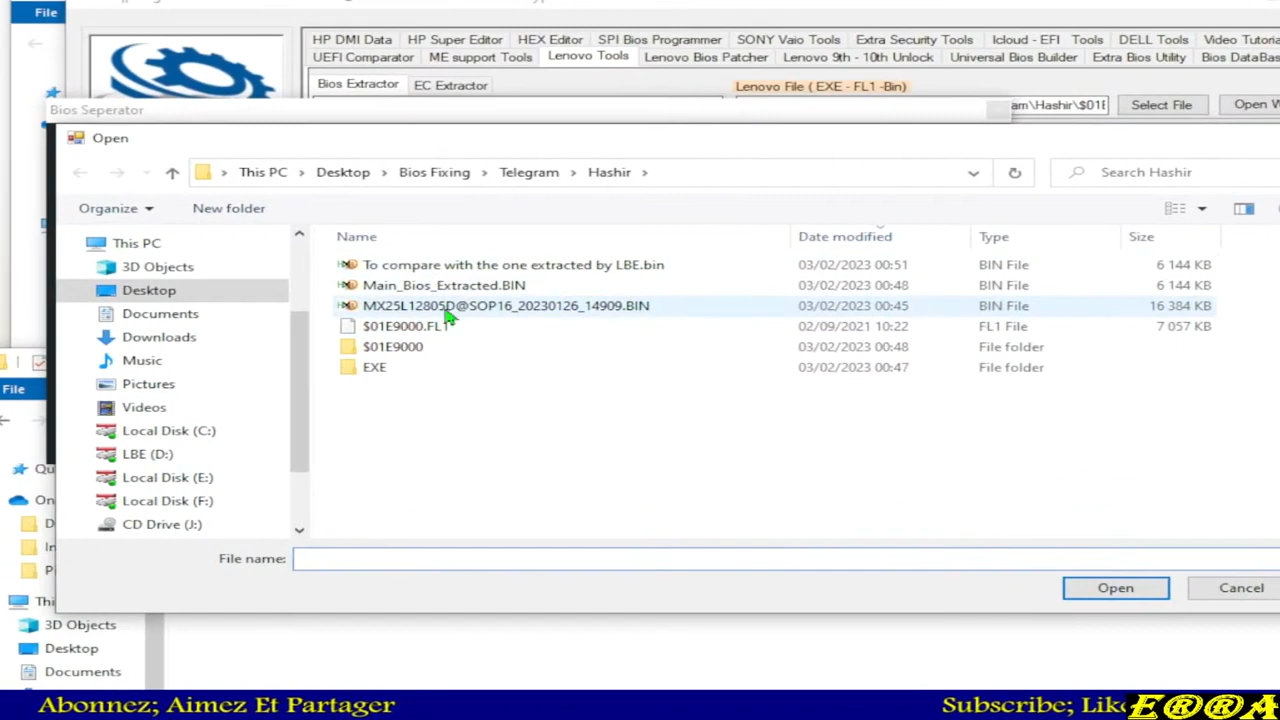 File
HP DMI Data HP Super Editor HEX Editor SPI Bios Programmer SONY Vaio Tools Extra Security Tools Icloud - EFI Tools DELL Tools Video Tutoria
UEFI Comparator ME support Tools Lenovo Tools Lenovo Bios Patcher Lenovo 9th - 10th Unlock Universal Bios Builder Extra Bios Utility Bios DataBas
Bios Extractor EC Extractor Lenovo File ( EXE - FL1 -Bin)
am\Hashir\$01E Select File Open W
Bios Seperator
Open
This PC > Desktop > Bios Fixing > Telegram > Hashir > Search Hashir
Organize New folder
Name Date modified Type Size
This PC
3D Objects
Desktop
Documents
Downloads
Music
Pictures
Videos
Local Disk (C:)
LBE (D:)
Local Disk (E:)
Local Disk (F:)
CD Drive (J:)
To compare with the one extracted by LBE.bin 03/02/2023 00:51 BIN File 6 144 KB
Main_Bios_Extracted.BIN 03/02/2023 00:48 BIN File 6 144 KB
MX25L12805D@SOP16_20230126_14909.BIN 03/02/2023 00:45 BIN File 16 384 KB
$01E9000.FL1 02/09/2021 10:22 FL1 File 7 057 KB
$01E9000 03/02/2023 00:48 File folder
EXE 03/02/2023 00:47 File folder
File name:
Open Cancel
File
Qu
On
D
In
P
Thi
3D Objects
Desktop
Documents
Abonnez; Aimez Et Partager
Subscribe; Like
E®®A